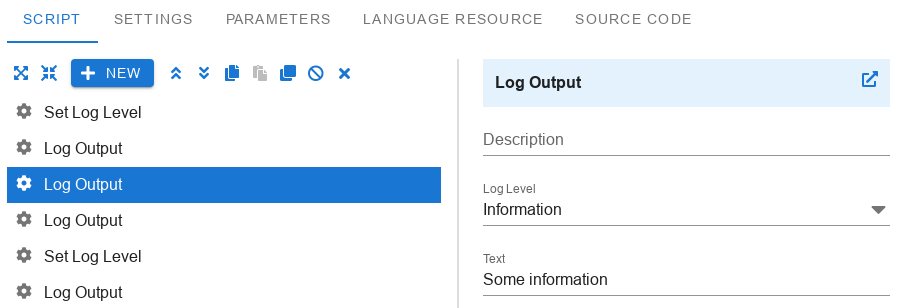 SCRIPT SETTINGS PARAMETERS LANGUAGE RESOURCE SOURCE CODE
NEW
Set Log Level
Log Output
Log Output
Log Output
Set Log Level
Log Output
Log Output
Description
Log Level
Information
Text
Some information